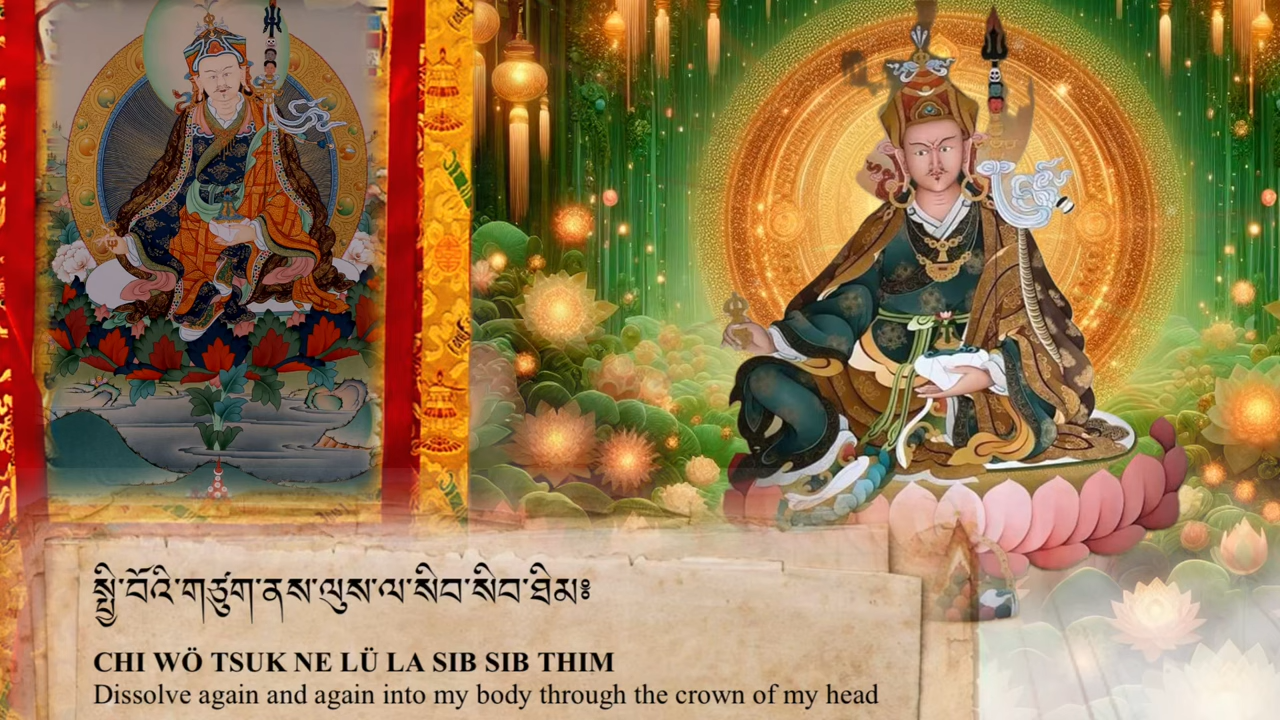 སྤྱི་བོའི་གཙུག་ནས་ལུས་ལ་སིབ་སིབ་ཐིམ༔
CHI WÖ TSUK NE LÜ LA SIB SIB THIM
Dissolve again and again into my body through the crown of my head